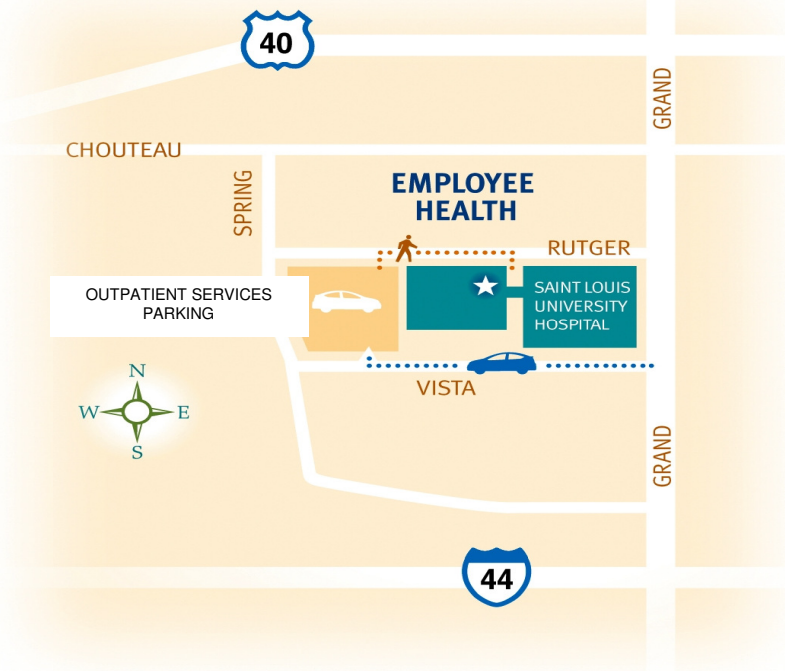 40
GRAND
CHOUTEAU
SPRING
EMPLOYEE
HEALTH
RUTGER
OUTPATIENT SERVICES
PARKING
SAINT LOUIS
UNIVERSITY
HOSPITAL
VISTA
N
W
E
S
GRAND
44